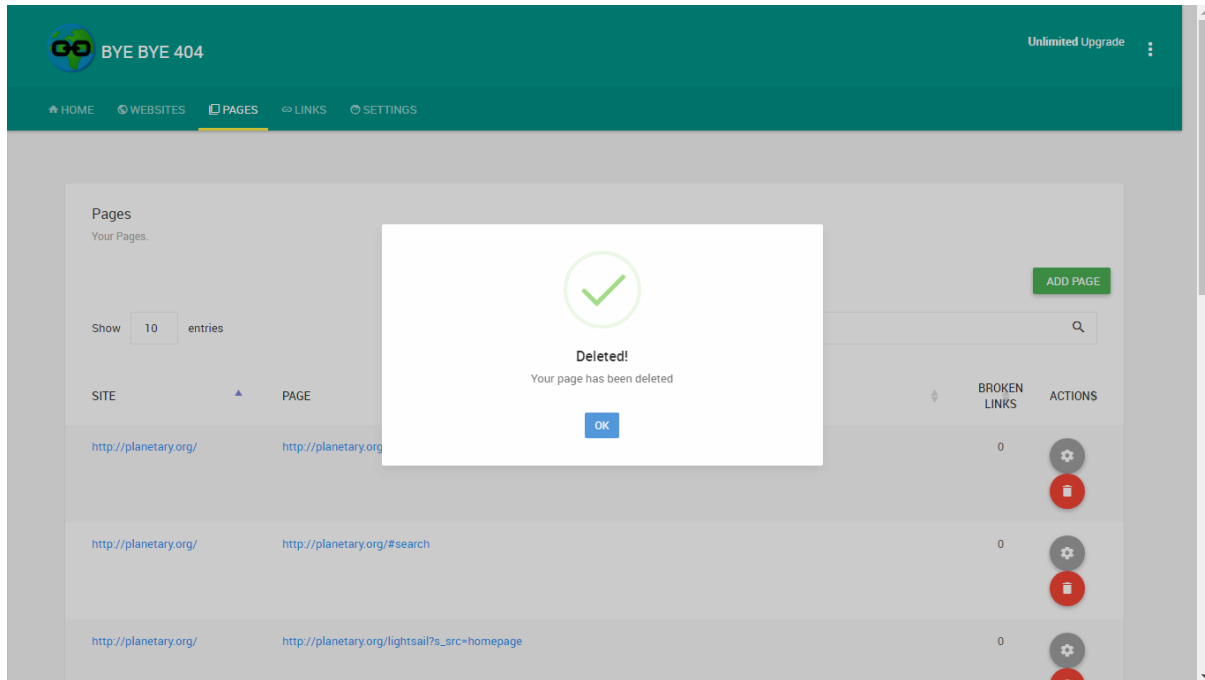 BYE BYE 404
Unlimited Upgrade
HOME WEBSITES PAGES LINKS SETTINGS
Pages
Your Pages.
ADD PAGE
Show 10 entries
Deleted!
Your page has been deleted
OK
SITE PAGE BROKEN LINKS ACTIONS
http://planetary.org/ http://planetary.org 0
http://planetary.org/ http://planetary.org/#search 0
http://planetary.org/ http://planetary.org/lightsail?s_src=homepage 0